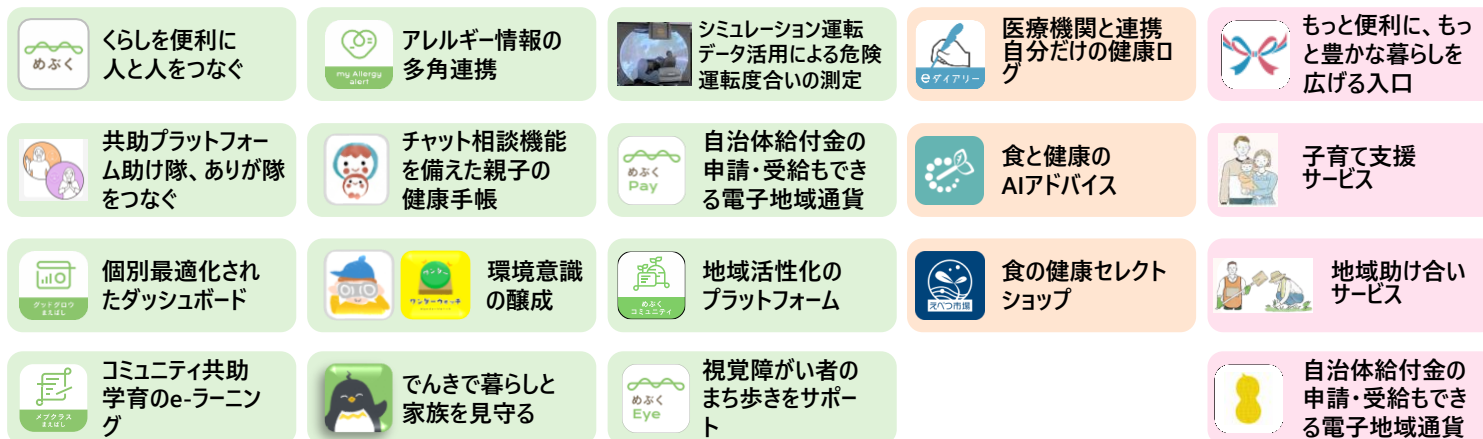 めぶく
くらしを便利に
人と人をつなぐ
my Allergy
alert
アレルギー情報の
多角連携
シミュレーション運転
データ活用による危険
運転度合いの測定
eダイアリー
医療機関と連携
自分だけの健康ロ
グ
もっと便利に、もっ
と豊かな暮らしを
広げる入口
共助プラットフォー
ム助け隊、ありが隊
をつなぐ
チャット相談機能
を備えた親子の
健康手帳
めぶく
Pay
自治体給付金の
申請・受給もでき
る電子地域通貨
食と健康の
AIアドバイス
子育て支援
サービス
グッドグロウ
まえばし
個別最適化され
たダッシュボード
ワンダーウォッチ
環境意識
の醸成
めぶく
コミュニティ
地域活性化の
プラットフォーム
えべつ市場
食の健康セレクト
ショップ
地域助け合い
サービス
メブクラス
まえばし
コミュニティ共助
学育のe-ラーニン
グ
でんきで暮らしと
家族を見守る
めぶく
Eye
視覚障がい者の
まち歩きをサポー
ト
自治体給付金の
申請・受給もでき
る電子地域通貨